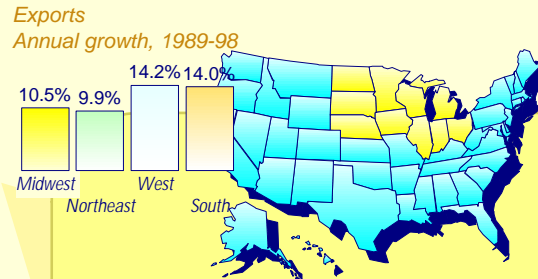 Exports
Annual growth, 1989-98
14.2% 14.0%
10.5% 9.9%
Midwest West
Northeast South